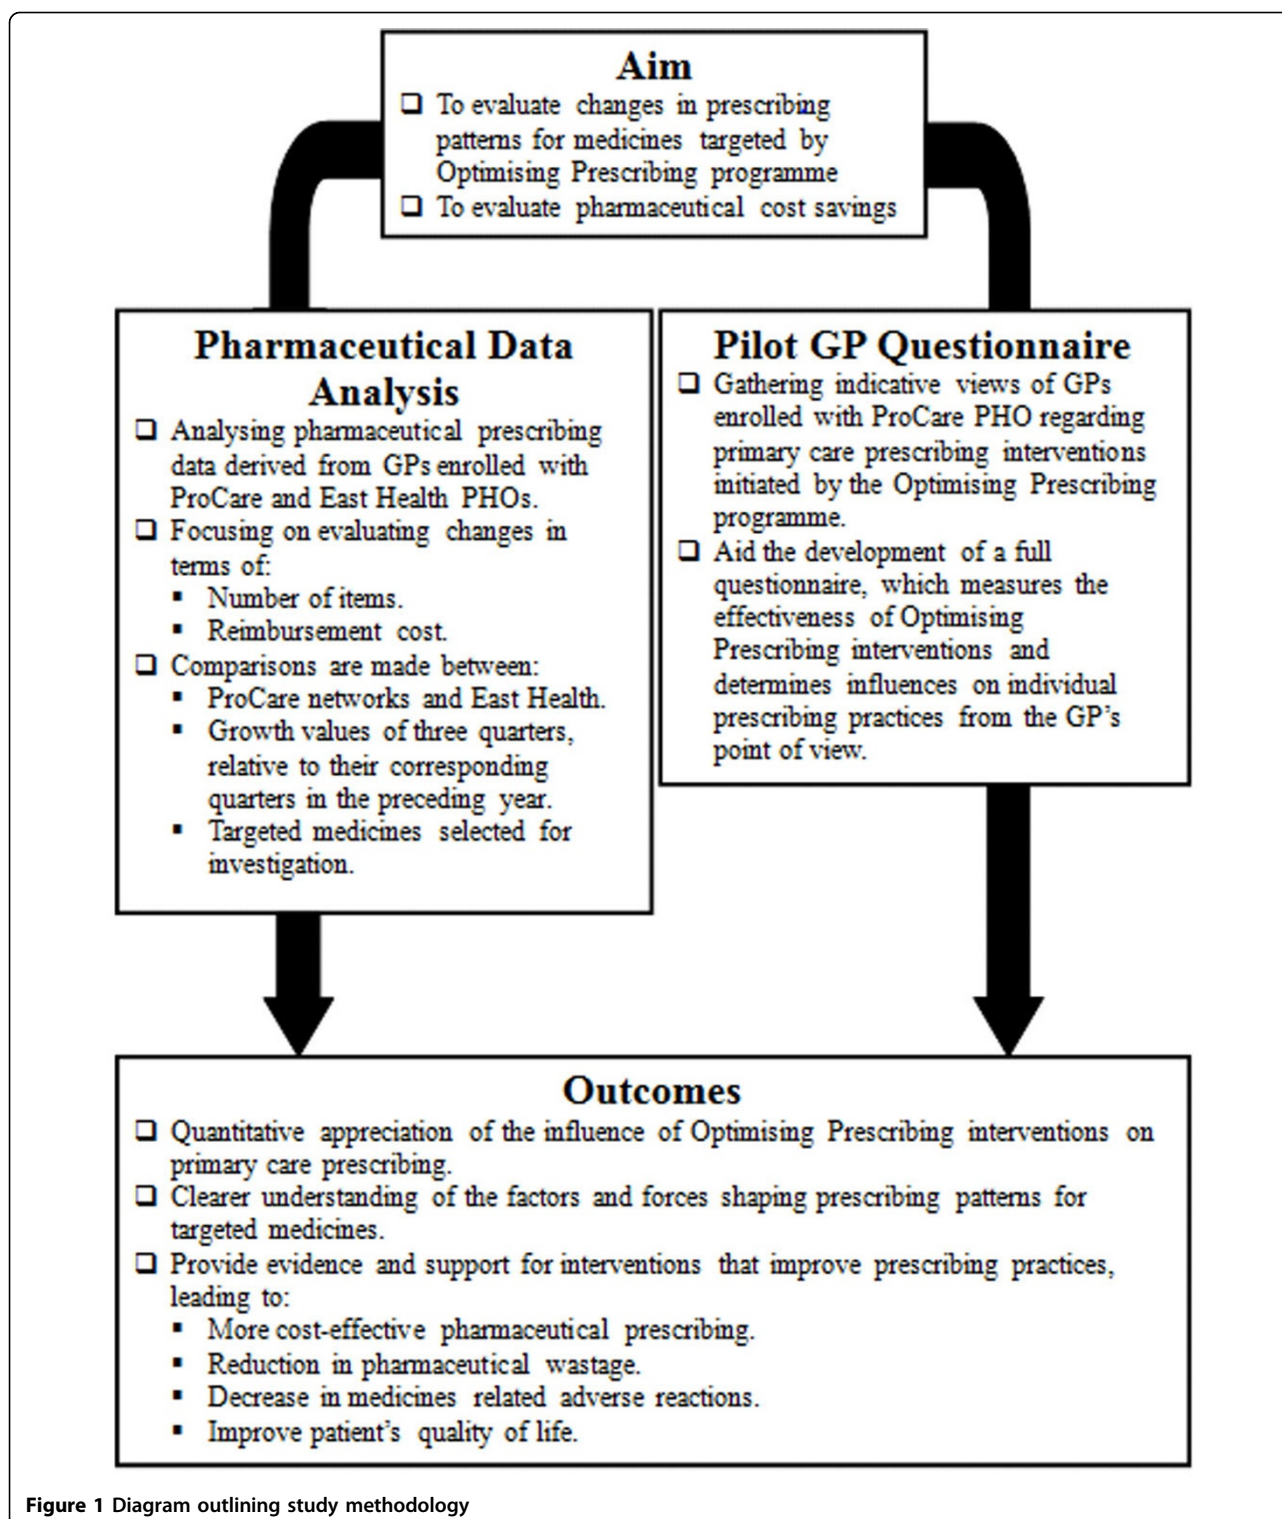 Aim
❑ To evaluate changes in prescribing
patterns for medicines targeted by
Optimising Prescribing programme
❑ To evaluate pharmaceutical cost savings
Pharmaceutical Data
Analysis
❑ Analysing pharmaceutical prescribing
data derived from GPs enrolled with
ProCare and East Health PHOs.
❑ Focusing on evaluating changes in
terms of:
▪ Number of items.
▪ Reimbursement cost.
❑ Comparisons are made between:
▪ ProCare networks and East Health.
▪ Growth values of three quarters,
relative to their corresponding
quarters in the preceding year.
▪ Targeted medicines selected for
investigation.
Pilot GP Questionnaire
❑ Gathering indicative views of GPs
enrolled with ProCare PHO regarding
primary care prescribing interventions
initiated by the Optimising Prescribing
programme.
❑ Aid the development of a full
questionnaire, which measures the
effectiveness of Optimising
Prescribing interventions and
determines influences on individual
prescribing practices from the GP’s
point of view.
Outcomes
❑ Quantitative appreciation of the influence of Optimising Prescribing interventions on
primary care prescribing.
❑ Clearer understanding of the factors and forces shaping prescribing patterns for
targeted medicines.
❑ Provide evidence and support for interventions that improve prescribing practices,
leading to:
▪ More cost-effective pharmaceutical prescribing.
▪ Reduction in pharmaceutical wastage.
▪ Decrease in medicines related adverse reactions.
▪ Improve patient’s quality of life.
Figure 1 Diagram outlining study methodology